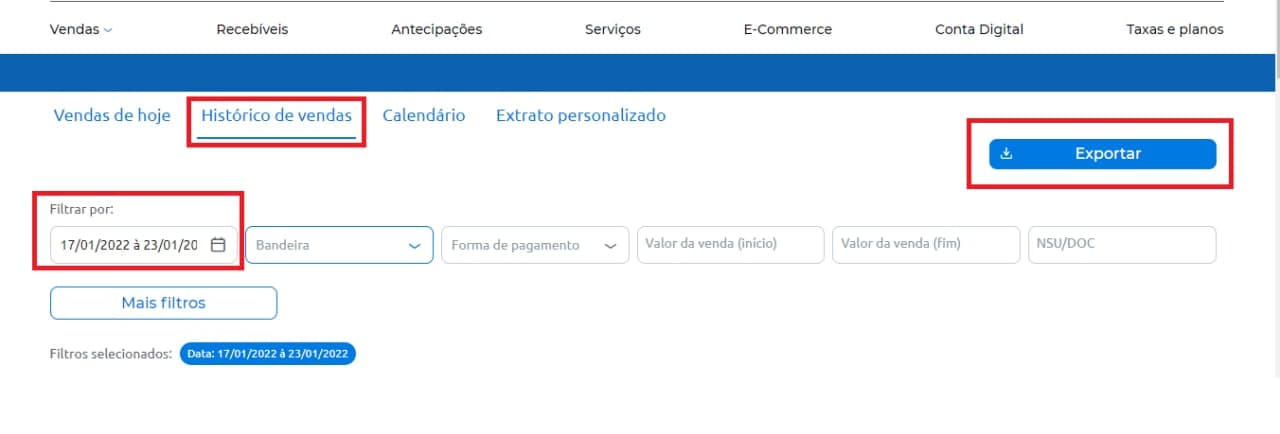 Vendas Recebíveis Antecipações Serviços E-Commerce Conta Digital Taxas e planos
Vendas de hoje Histórico de vendas Calendário Extrato personalizado
Exportar
Filtrar por:
17/01/2022 à 23/01/20 Bandeira Forma de pagamento Valor da venda (início) Valor da venda (fim) NSU/DOC
Mais filtros
Filtros selecionados: Data: 17/01/2022 à 23/01/2022